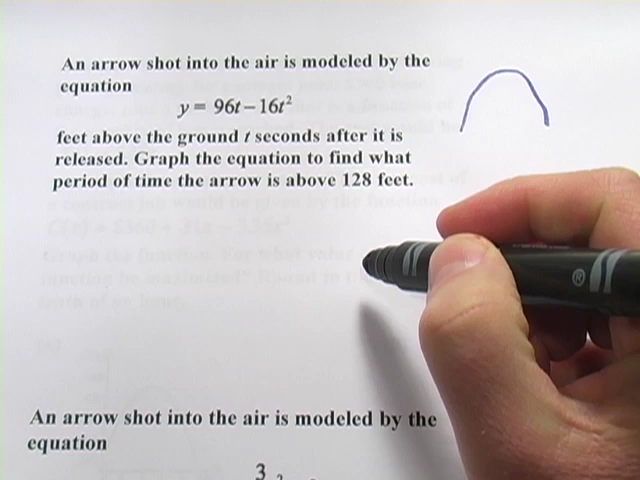 An arrow shot into the air is modeled by the
equation
y = 96t – 16t²
feet above the ground t seconds after it is
released. Graph the equation to find what
period of time the arrow is above 128 feet.
®
An arrow shot into the air is modeled by the
equation
3